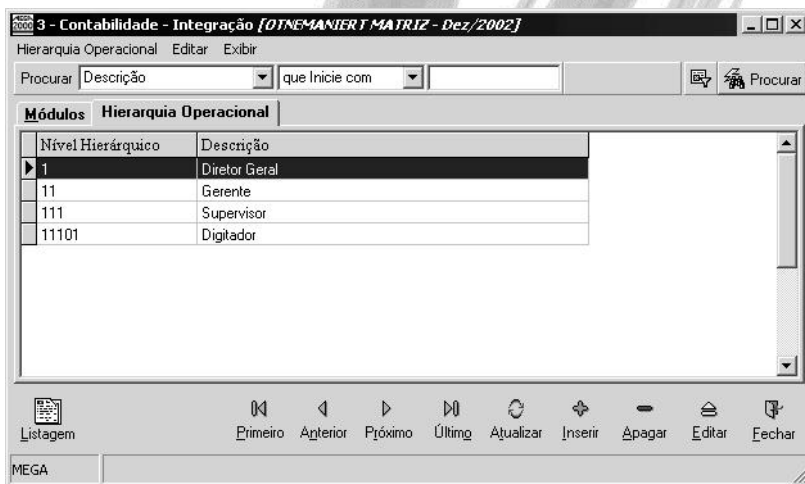 3 - Contabilidade - Integração [OTNEMANIERT MATRIZ - Dez/2002]
Hierarquia Operacional Editar Exibir
Procurar Descrição que Inicie com Procurar
Módulos Hierarquia Operacional
Nível Hierárquico Descrição
1 Diretor Geral
11 Gerente
111 Supervisor
11101 Digitador
Listagem Primeiro Anterior Próximo Último Atualizar Inserir Apagar Editar Fechar
MEGA